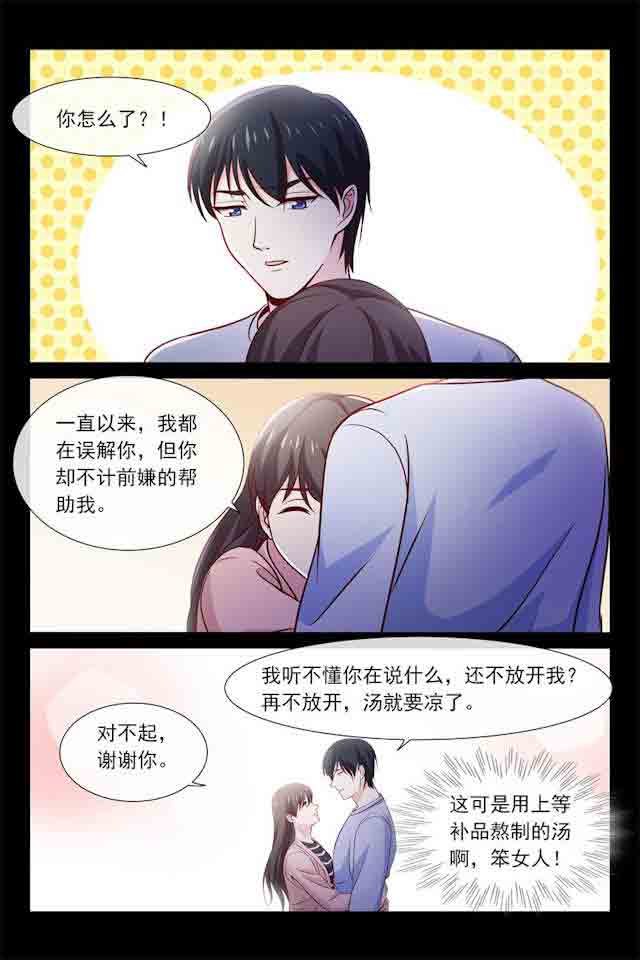 你怎么了？！
一直以来，我都
在误解你，但你
却不计前嫌的帮
助我。
我听不懂你在说什么，还不放开我？
再不放开，汤就要凉了。
对不起，
谢谢你。
这可是用上等
补品熬制的汤
啊，笨女人！